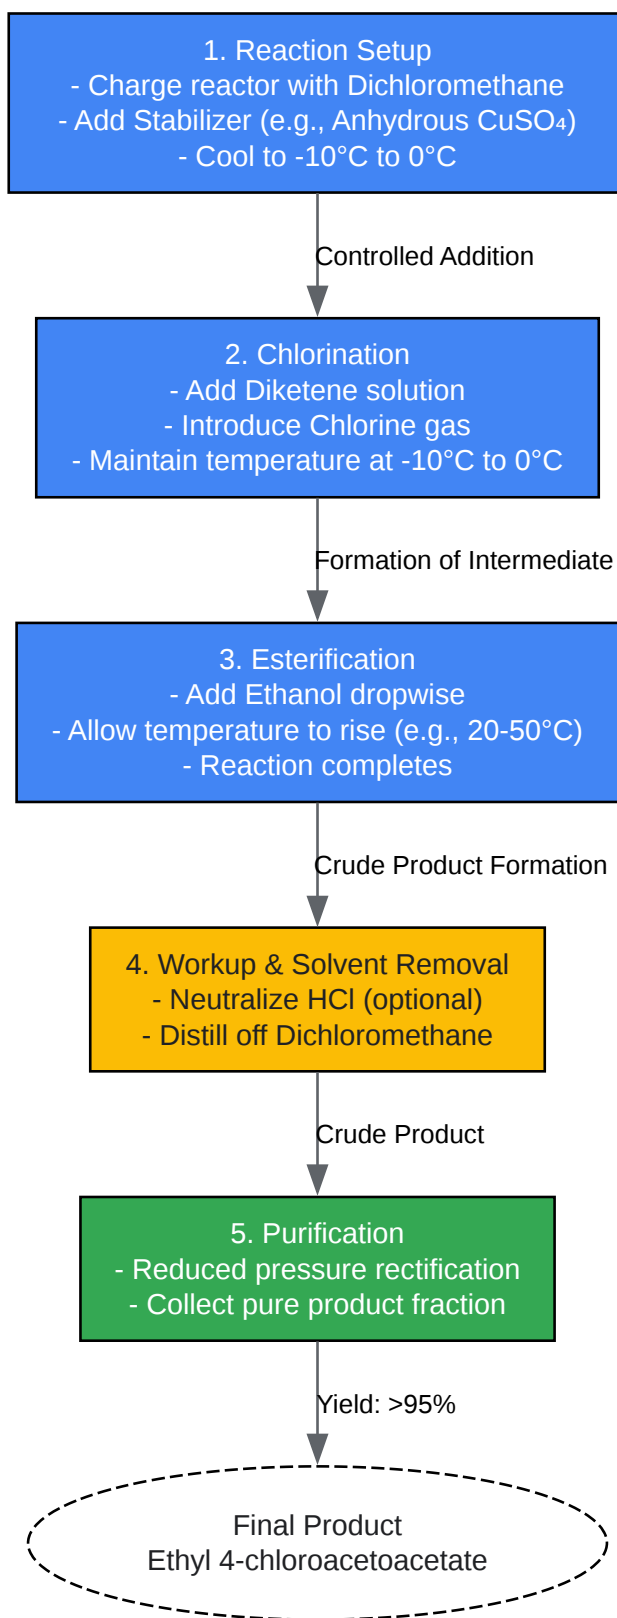 1. Reaction Setup
- Charge reactor with Dichloromethane
- Add Stabilizer (e.g., Anhydrous CuSO₄)
- Cool to -10°C to 0°C
Controlled Addition
2. Chlorination
- Add Diketene solution
- Introduce Chlorine gas
- Maintain temperature at -10°C to 0°C
Formation of Intermediate
3. Esterification
- Add Ethanol dropwise
- Allow temperature to rise (e.g., 20-50°C)
- Reaction completes
Crude Product Formation
4. Workup & Solvent Removal
- Neutralize HCl (optional)
- Distill off Dichloromethane
Crude Product
5. Purification
- Reduced pressure rectification
- Collect pure product fraction
Yield: >95%
Final Product
Ethyl 4-chloroacetoacetate